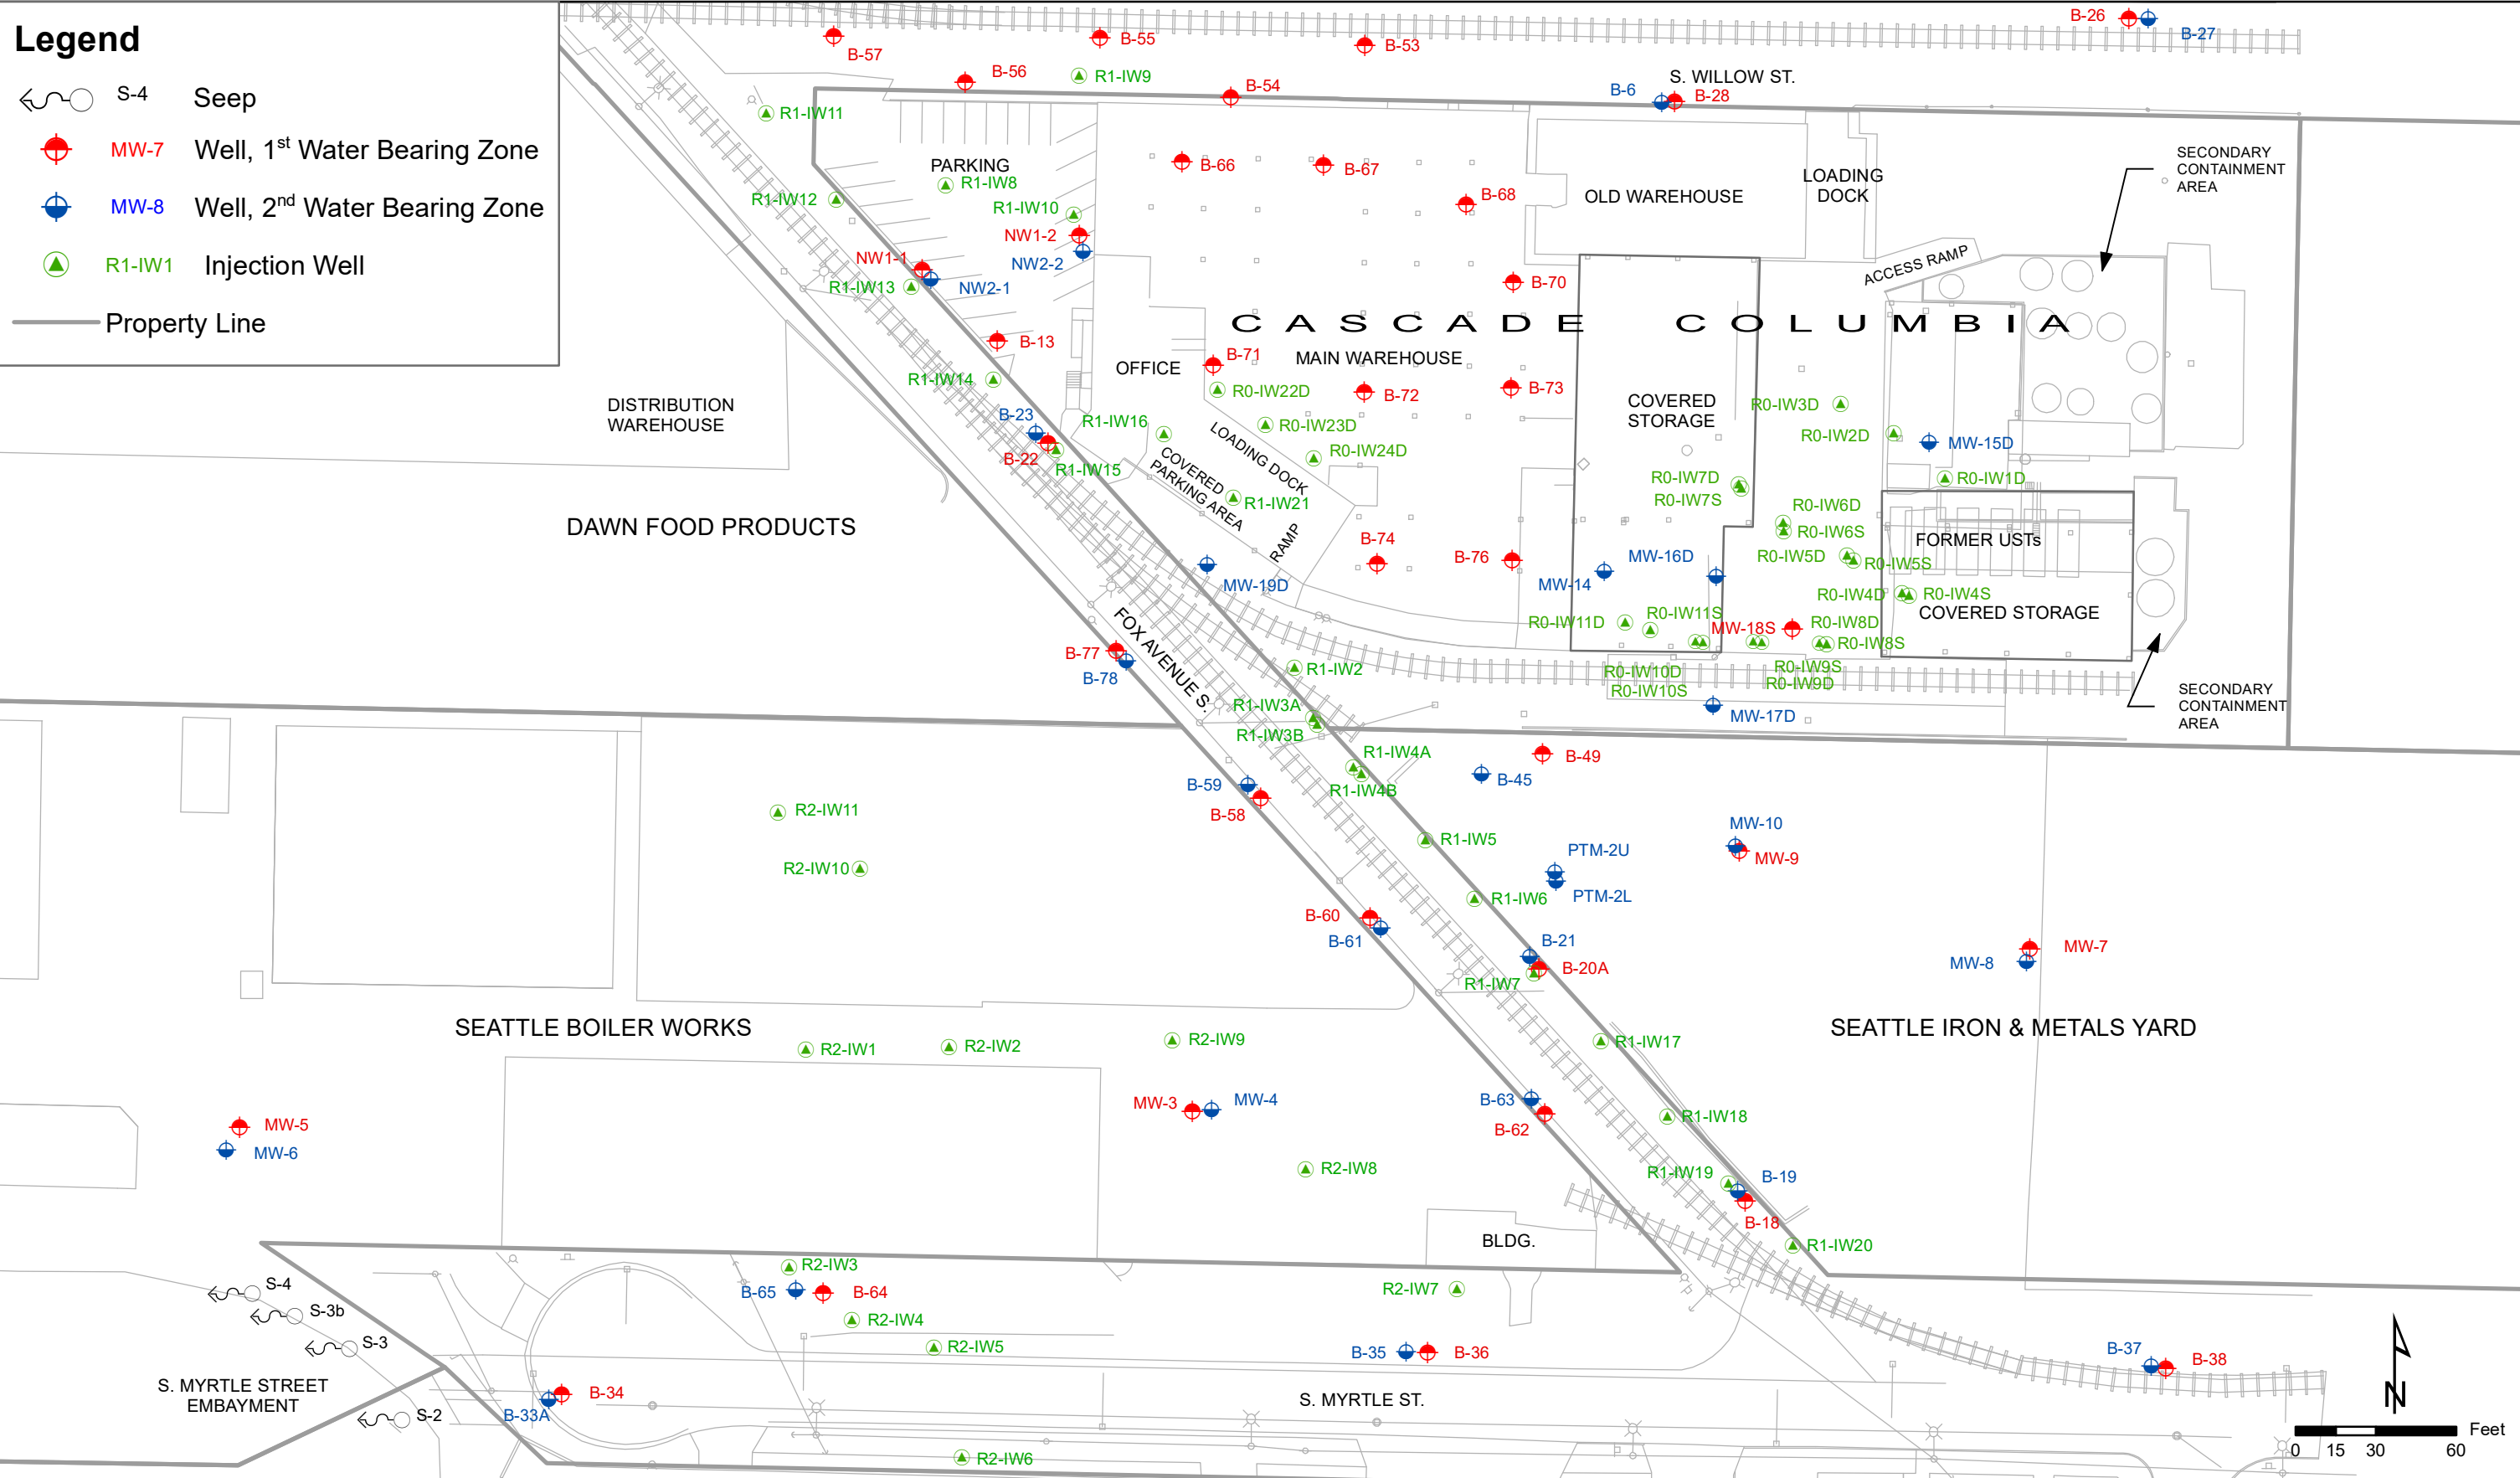 Legend
S-4 Seep
MW-7 Well, 1st Water Bearing Zone
MW-8 Well, 2nd Water Bearing Zone
R1-IW1 Injection Well
Property Line
B-26
B-27
B-57
B-55
B-53
B-56
R1-IW9
B-54
S. WILLOW ST.
B-6
B-28
R1-IW11
PARKING
R1-IW8
R1-IW12
R1-IW10
NW1-2
NW2-2
NW1-1
R1-IW13
NW2-1
B-66
B-67
B-68
B-70
OLD WAREHOUSE
LOADING
DOCK
SECONDARY
CONTAINMENT
AREA
ACCESS RAMP
CASCADE COLUMBIA
B-13
R1-IW14
OFFICE
B-71
MAIN WAREHOUSE
R0-IW22D
B-72
B-73
COVERED
STORAGE
R0-IW3D
R0-IW2D
MW-15D
R0-IW1D
DISTRIBUTION
WAREHOUSE
B-23
B-22
R1-IW15
R1-IW16
R0-IW23D
R0-IW24D
LOADING DOCK
COVERED
PARKING AREA
R1-IW21
RAMP
R0-IW7D
R0-IW7S
R0-IW6D
R0-IW6S
R0-IW5D
R0-IW5S
FORMER USTs
DAWN FOOD PRODUCTS
B-74
B-76
MW-16D
MW-14
MW-19D
R0-IW4D
R0-IW4S
COVERED STORAGE
R0-IW11D
R0-IW11S
MW-18S
R0-IW8D
R0-IW8S
R0-IW10D
R0-IW10S
R0-IW9S
R0-IW9D
MW-17D
SECONDARY
CONTAINMENT
AREA
FOX AVENUE S.
B-77
B-78
R1-IW2
R1-IW3A
R1-IW3B
R1-IW4A
R1-IW4B
B-49
B-45
B-59
B-58
R2-IW11
R2-IW10
R1-IW5
PTM-2U
PTM-2L
MW-10
MW-9
R1-IW6
B-60
B-61
B-21
B-20A
R1-IW7
MW-7
MW-8
SEATTLE BOILER WORKS
SEATTLE IRON & METALS YARD
R2-IW1
R2-IW2
R2-IW9
R1-IW17
MW-3
MW-4
B-63
B-62
R1-IW18
MW-5
MW-6
R2-IW8
R1-IW19
B-19
B-18
R1-IW20
BLDG.
S-4
S-3b
S-3
S-2
R2-IW3
B-65
B-64
R2-IW4
R2-IW5
R2-IW7
B-35
B-36
B-37
B-38
S. MYRTLE STREET
EMBAYMENT
B-34
B-33A
S. MYRTLE ST.
R2-IW6
N
Feet
0 15 30 60